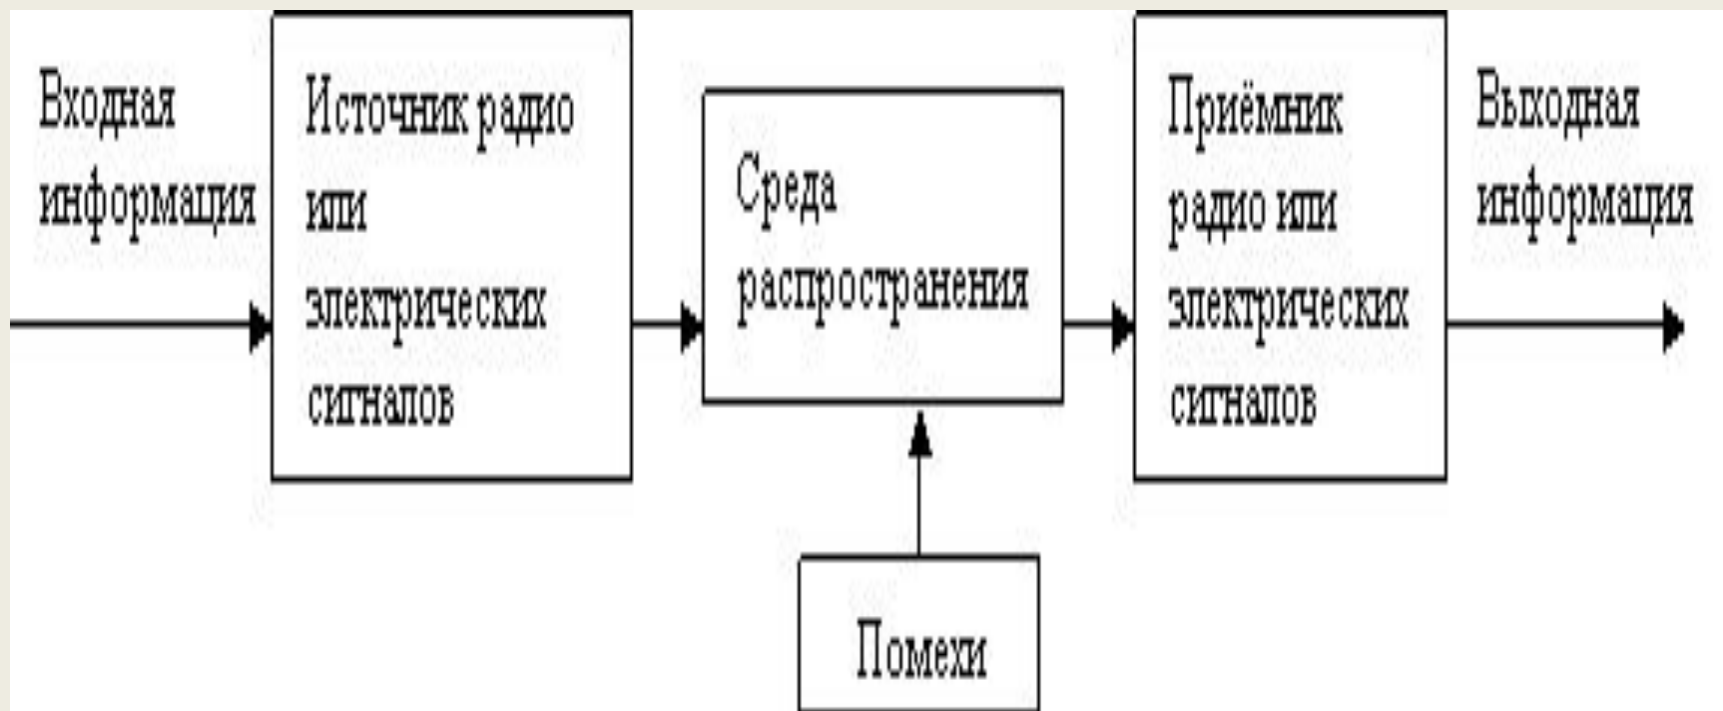 Входная
информация
Источник радио
или
электрических
сигналов
Среда
распространения
Приёмник
радио или
электрических
сигналов
Выходная
информация
Помехи